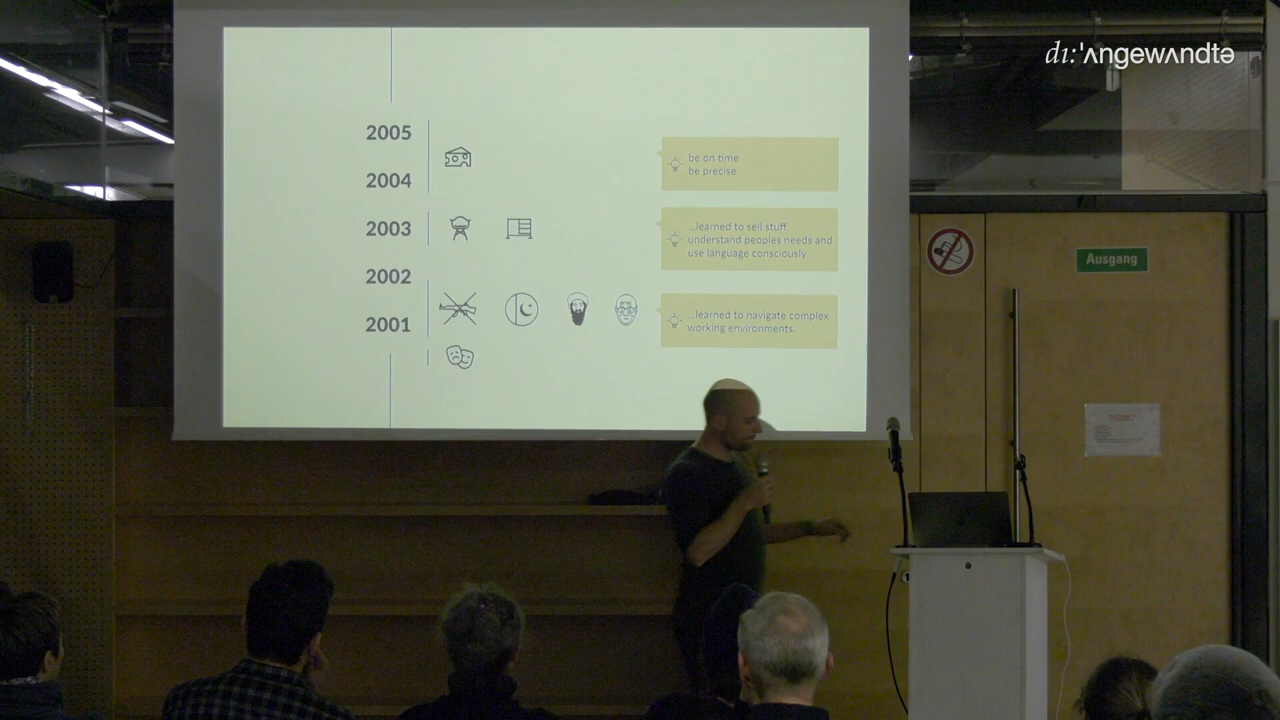 dı:'ʌngewʌndtə
2005
2004
2003
2002
2001
be on time
be precise
...learned to sell stuff.
understand peoples needs and
use language consciously
...learned to navigate complex
working environments.
Ausgang